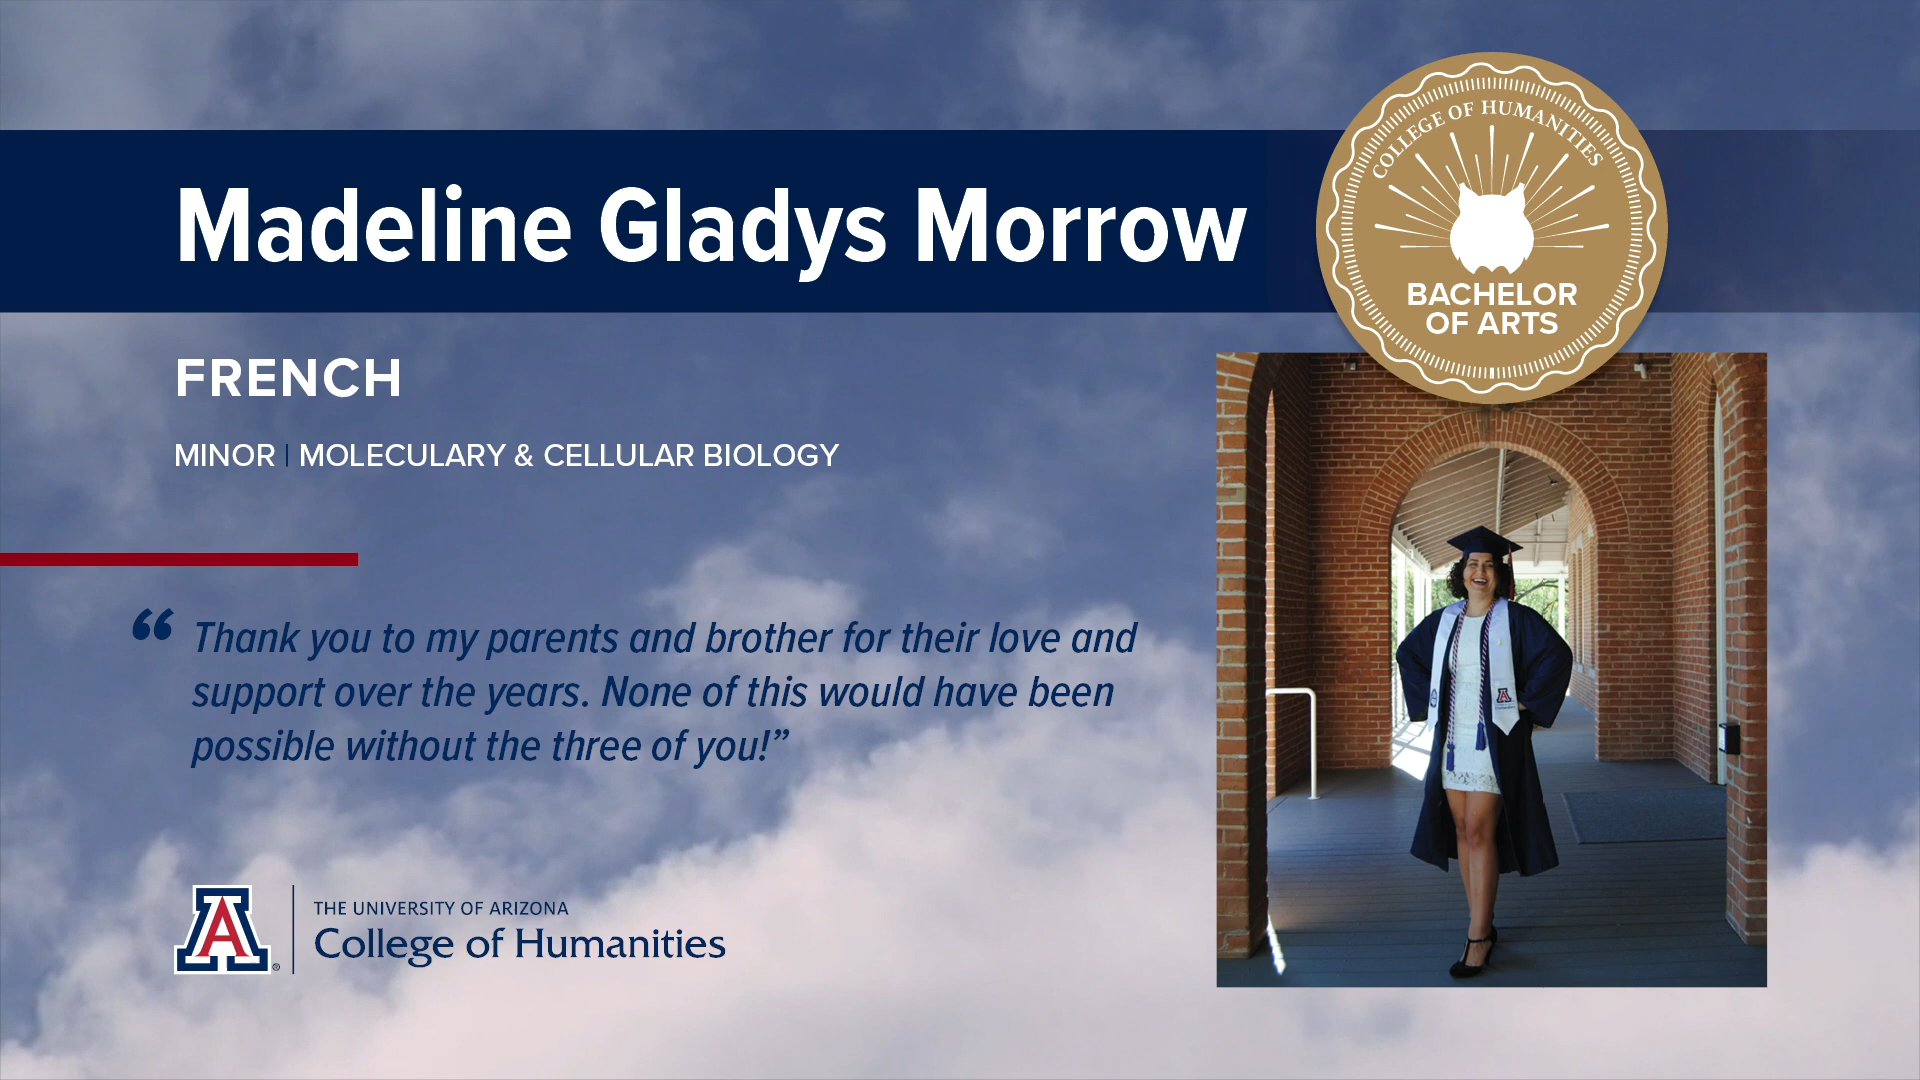 COLLEGE OF HUMANITIES
BACHELOR
OF ARTS
Madeline Gladys Morrow
FRENCH
MINOR | MOLECULARY & CELLULAR BIOLOGY
“ Thank you to my parents and brother for their love and
support over the years. None of this would have been
possible without the three of you!”
A®
THE UNIVERSITY OF ARIZONA
College of Humanities
A